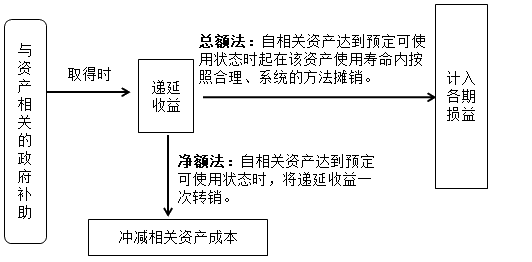 与资产相关的政府补助
取得时
递延
收益
总额法：自相关资产达到预定可使
用状态时起在该资产使用寿命内按
照合理、系统的方法摊销。
计入
各期
损益
净额法：自相关资产达到预定
可使用状态时，将递延收益一
次转销。
冲减相关资产成本